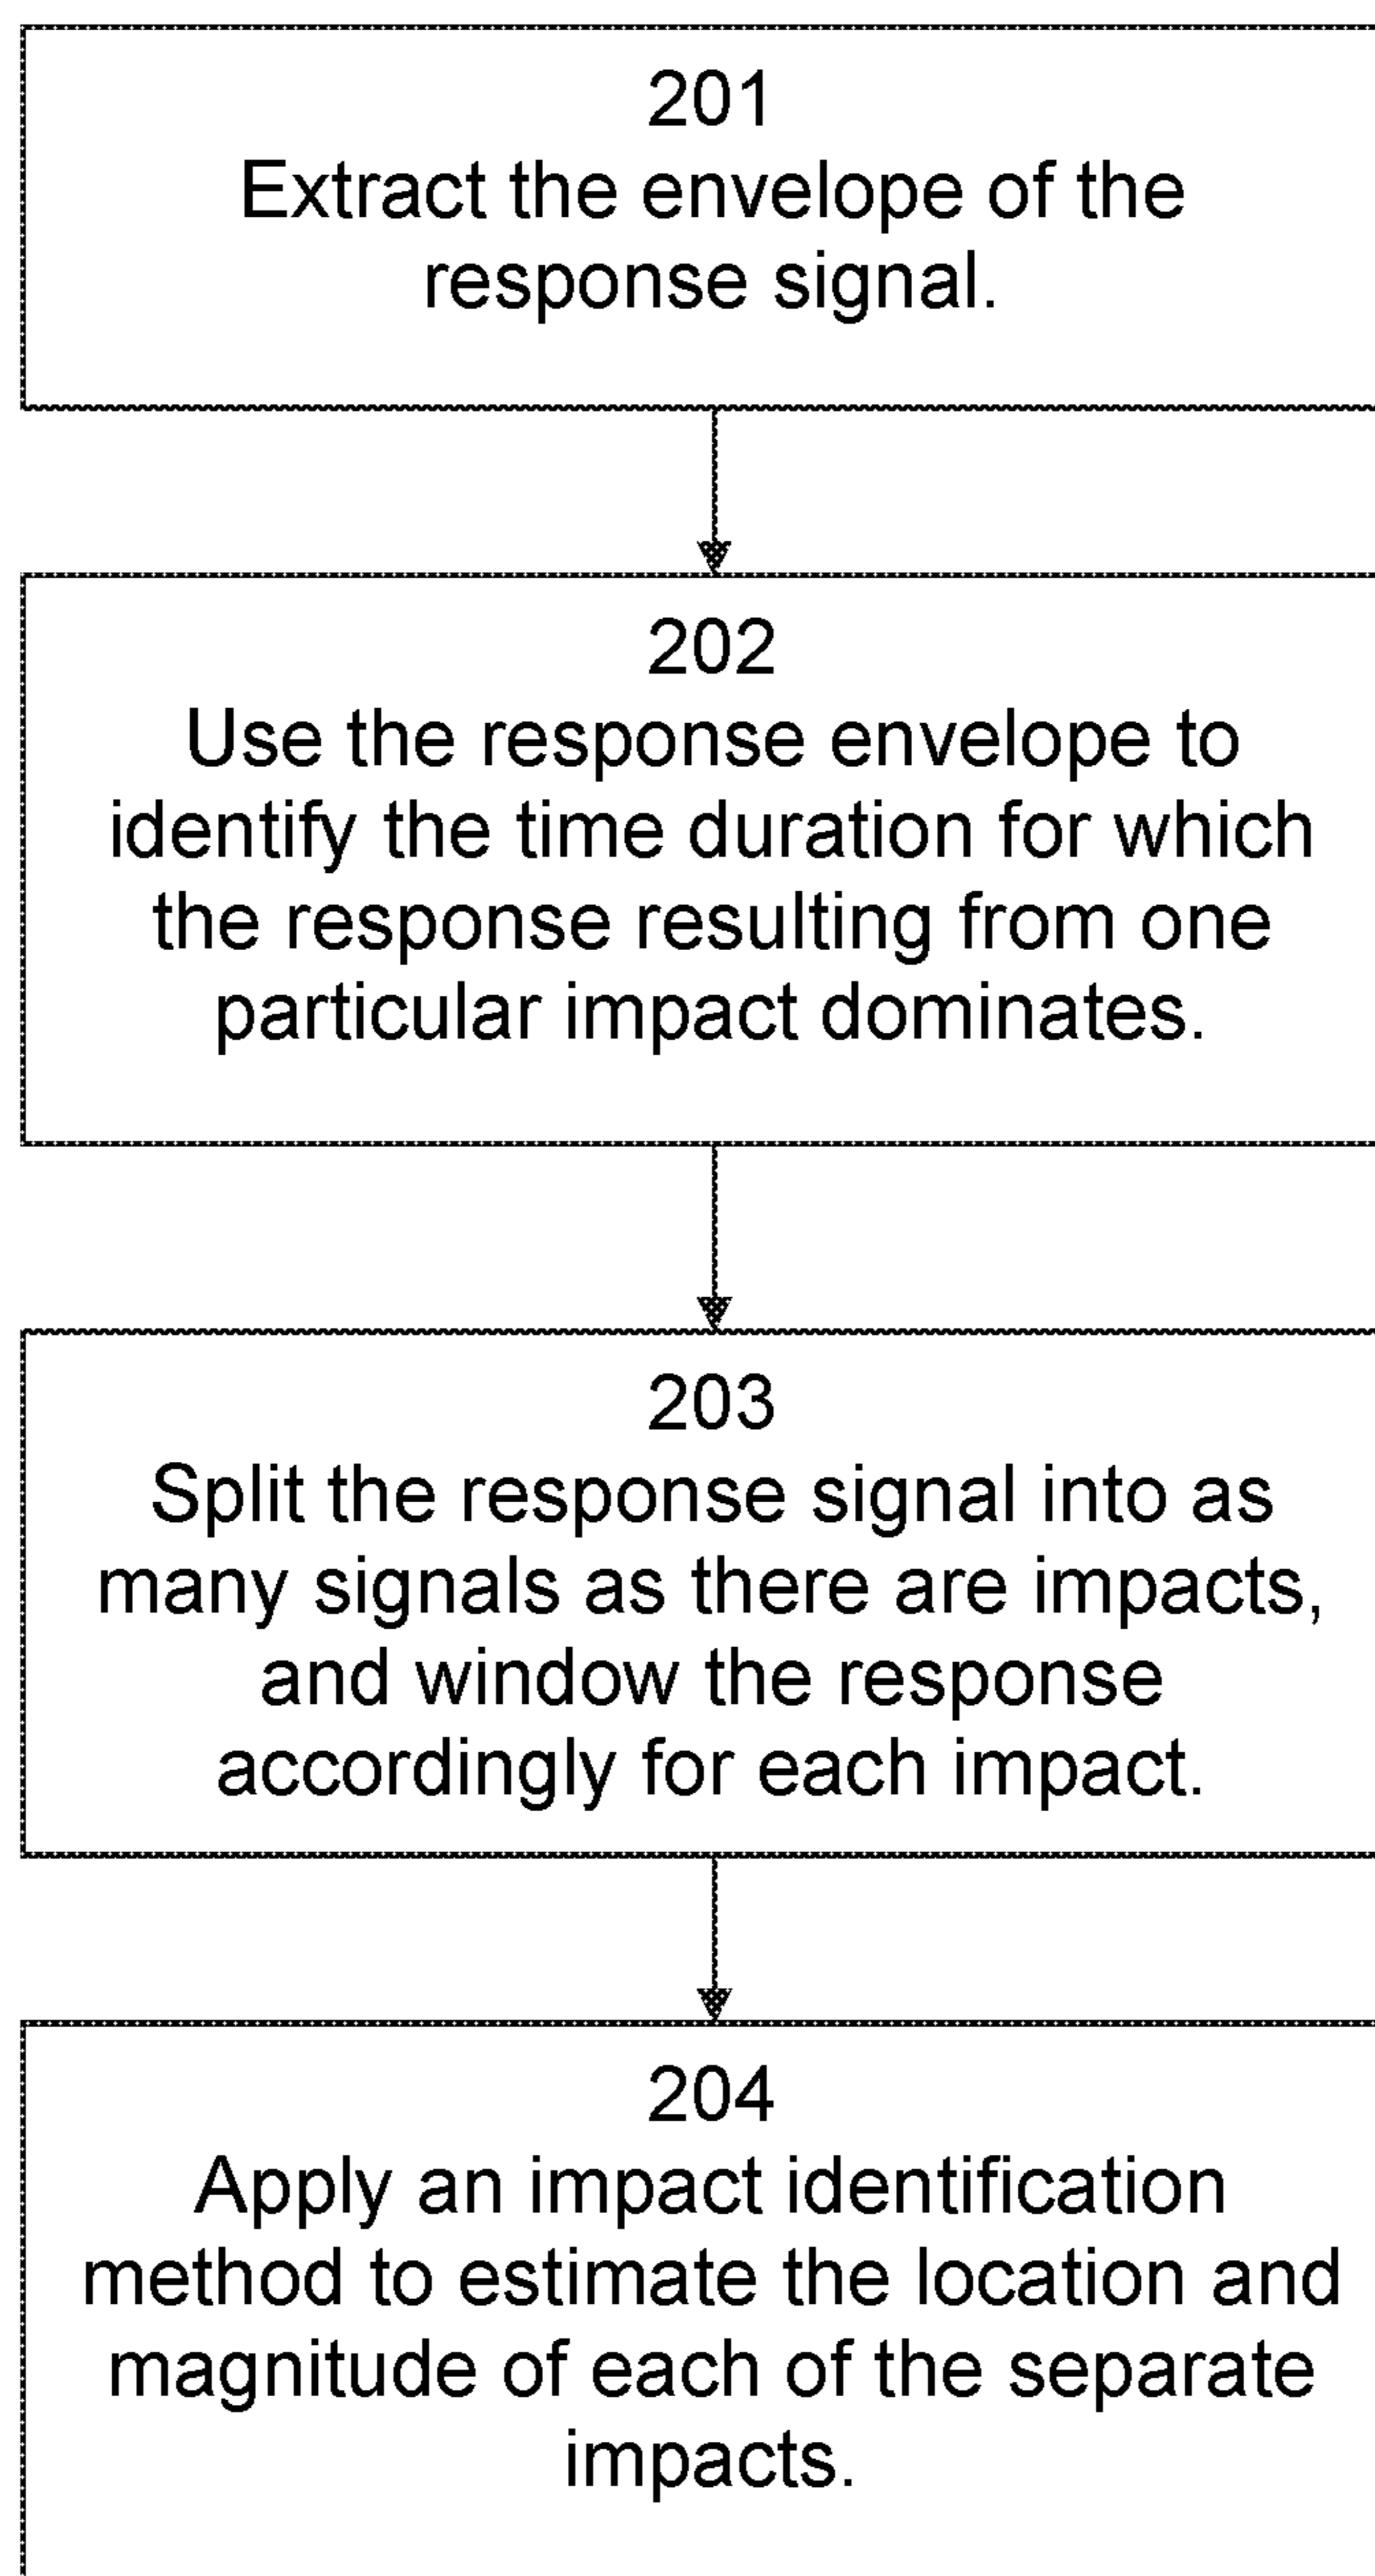 201
Extract the envelope of the
response signal.
202
Use the response envelope to
identify the time duration for which
the response resulting from one
particular impact dominates.
203
Split the response signal into as
many signals as there are impacts,
and window the response
accordingly for each impact.
204
Apply an impact identification
method to estimate the location and
magnitude of each of the separate
impacts.